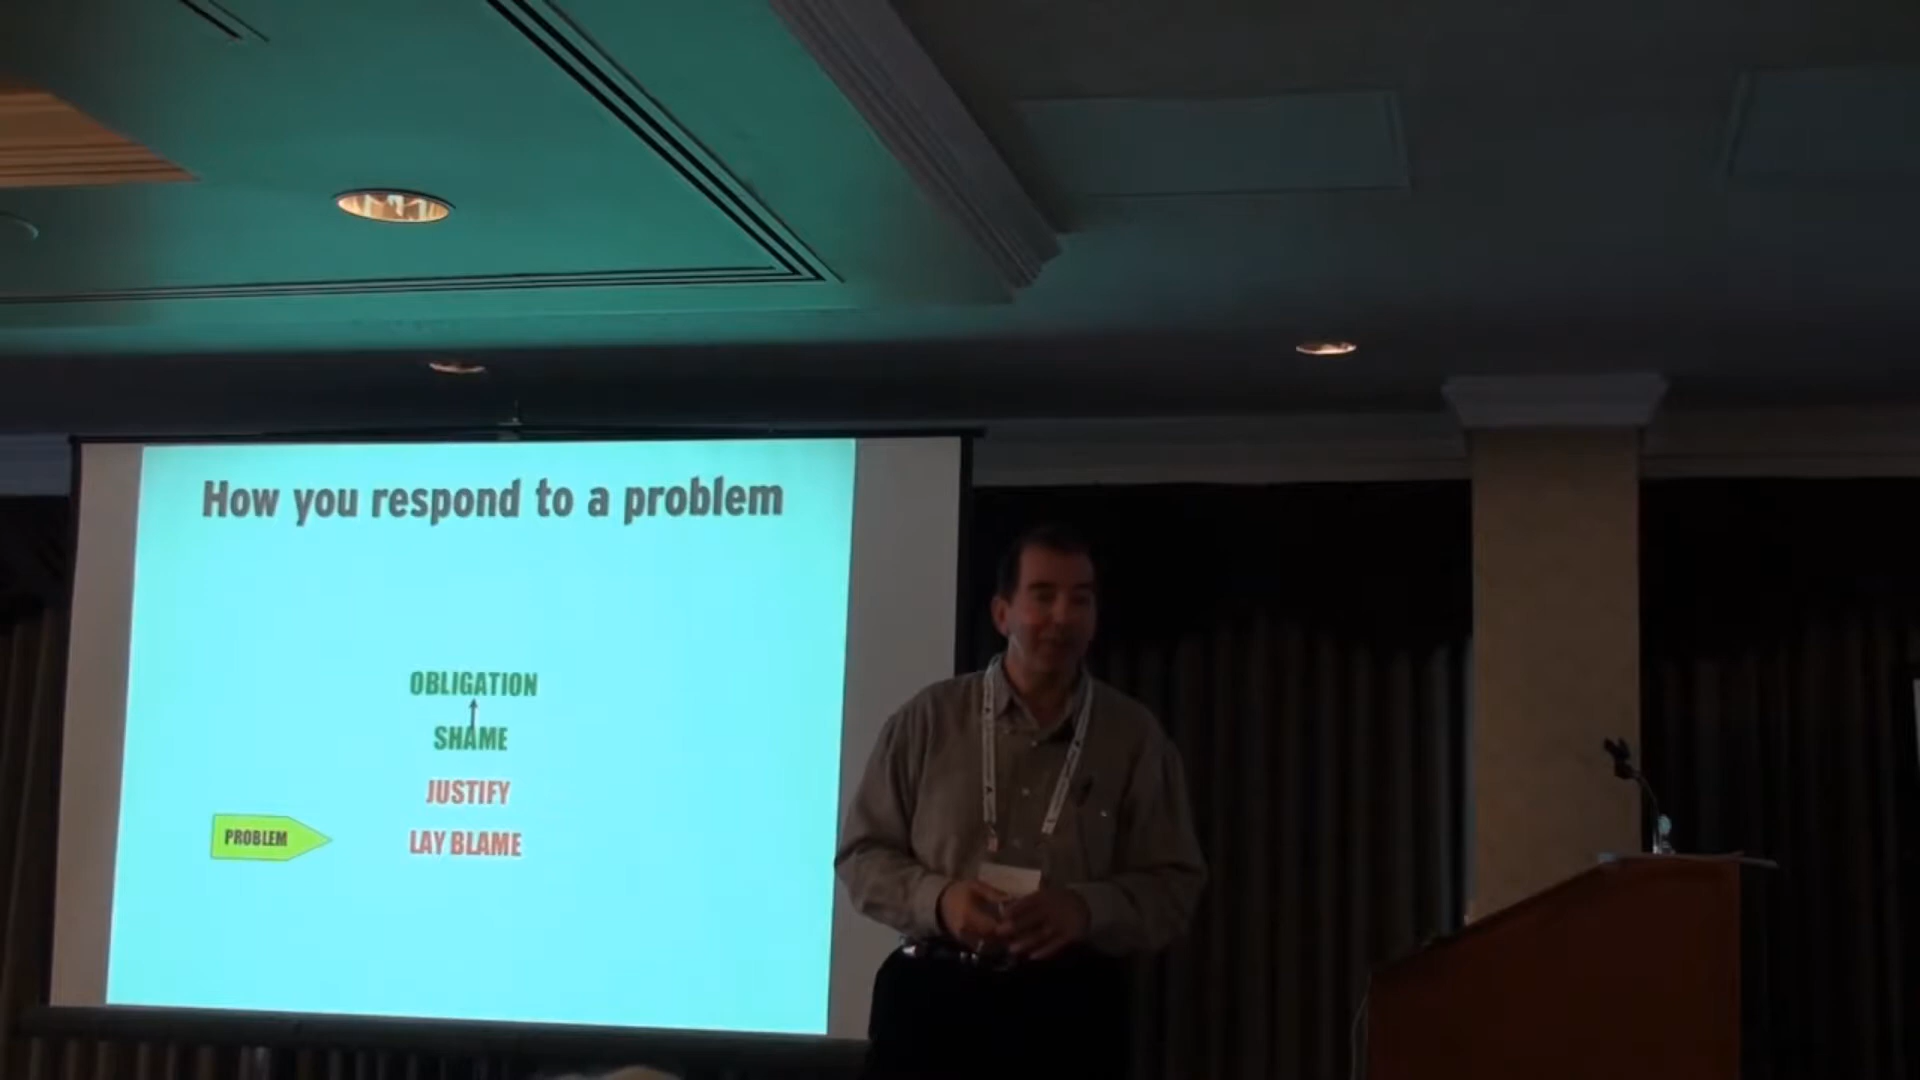 How you respond to a problem
OBLIGATION
SHAME
JUSTIFY
PROBLEM
LAY BLAME